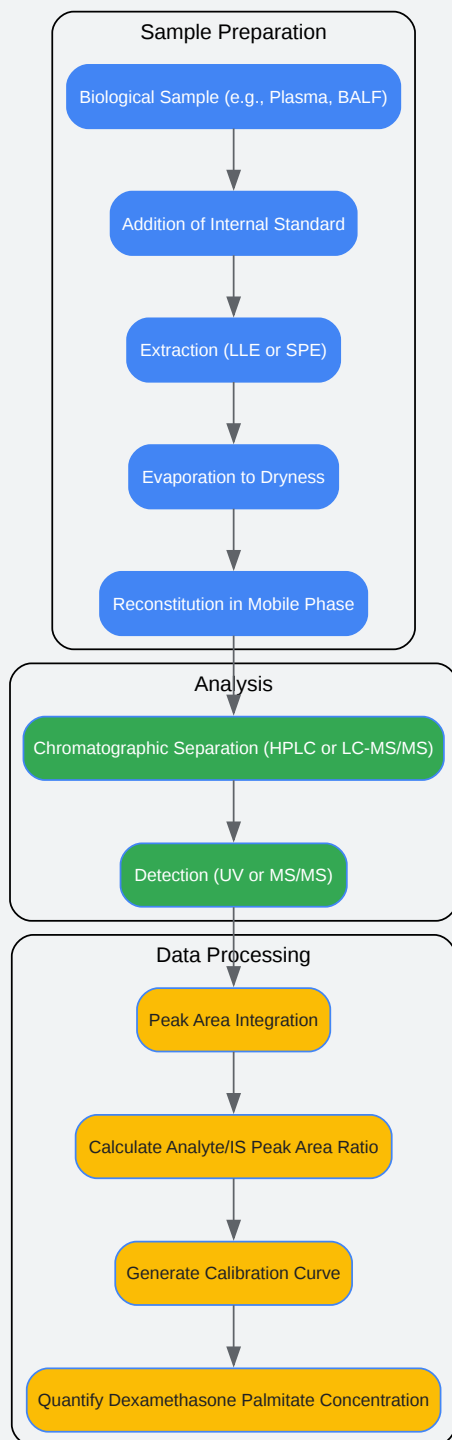 Sample Preparation
Biological Sample (e.g., Plasma, BALF)
Addition of Internal Standard
Extraction (LLE or SPE)
Evaporation to Dryness
Reconstitution in Mobile Phase
Analysis
Chromatographic Separation (HPLC or LC-MS/MS)
Detection (UV or MS/MS)
Data Processing
Peak Area Integration
Calculate Analyte/IS Peak Area Ratio
Generate Calibration Curve
Quantify Dexamethasone Palmitate Concentration